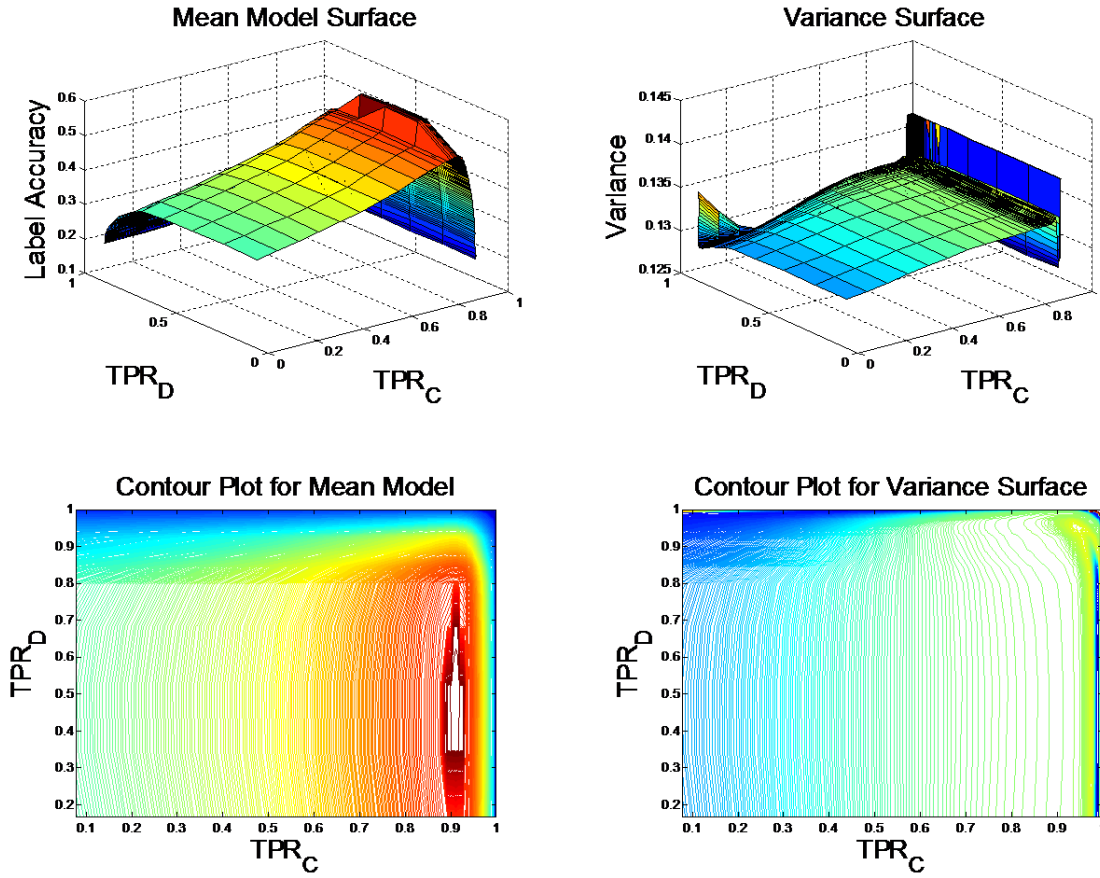 Mean Model Surface
Variance Surface
Label Accuracy
0.6
0.5
0.4
0.3
0.2
0.1
1
0.5
0
0
0.2
0.4
0.6
0.8
1
TPR_D
TPR_C
Variance
0.145
0.14
0.135
0.13
0.125
1
0.5
0
0
0.2
0.4
0.6
0.8
TPR_D
TPR_C
Contour Plot for Mean Model
Contour Plot for Variance Surface
TPR_D
1
0.9
0.8
0.7
0.6
0.5
0.4
0.3
0.2
0.1 0.2 0.3 0.4 0.5 0.6 0.7 0.8 0.9 1
TPR_C
TPR_D
1
0.9
0.8
0.7
0.6
0.5
0.4
0.3
0.2
0.1 0.2 0.3 0.4 0.5 0.6 0.7 0.8 0.9
TPR_C